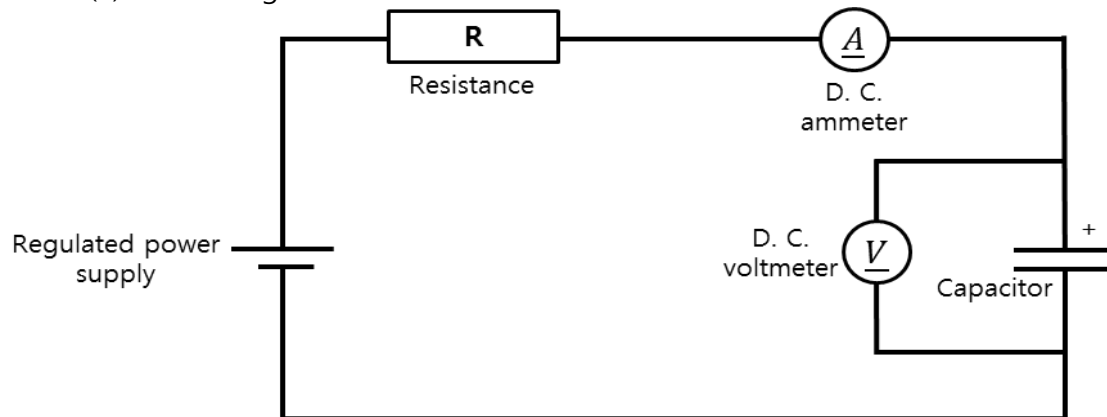 R
Resistance
A
D. C.
ammeter
Regulated power
supply
D. C.
voltmeter
V
+
Capacitor